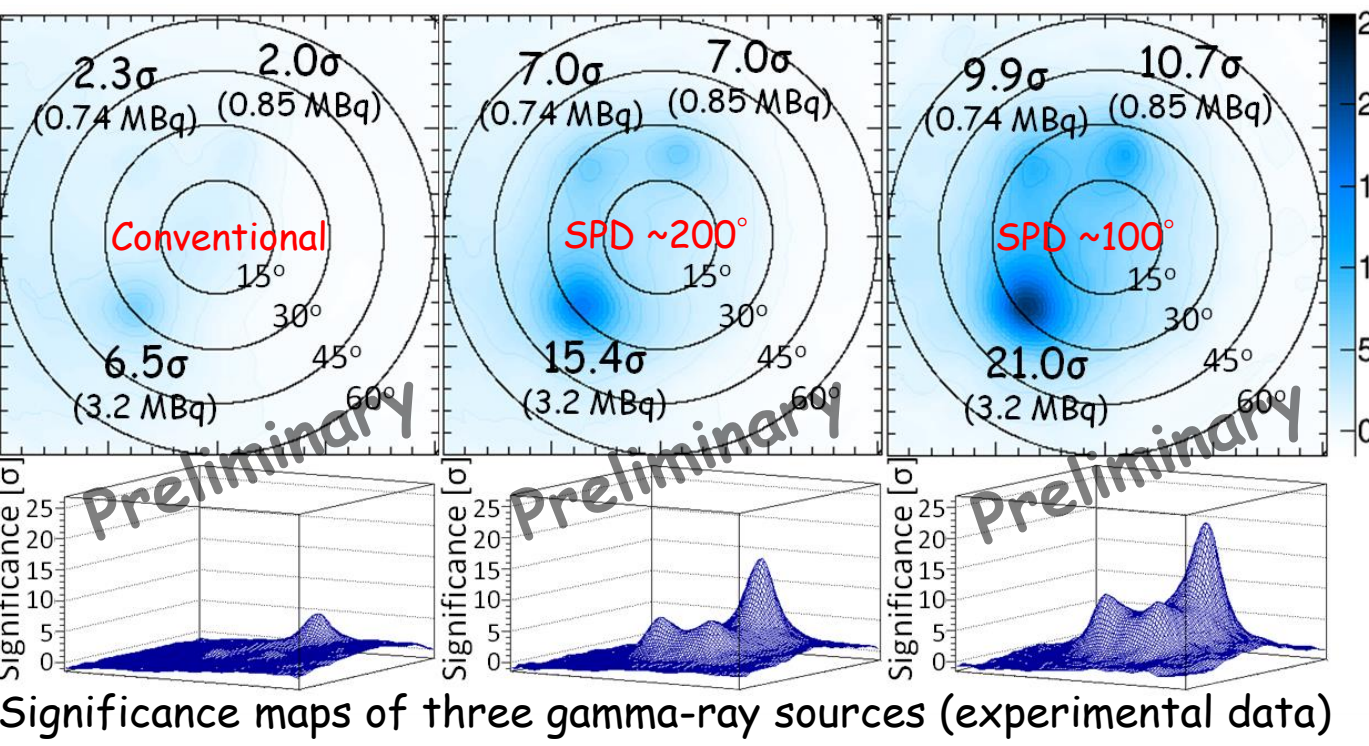 2.3σ 2.0σ
(0.74 MBq) (0.85 MBq)
Conventional
15°
30°
45°
60°
6.5σ
(3.2 MBq)
Preliminary
7.0σ 7.0σ
(0.74 MBq) (0.85 MBq)
SPD ~200°
15°
30°
45°
60°
15.4σ
(3.2 MBq)
Preliminary
9.9σ 10.7σ
(0.74 MBq) (0.85 MBq)
SPD ~100°
15°
30°
45°
60°
21.0σ
(3.2 MBq)
Preliminary
5
0
Significance [σ]
25
20
15
10
5
0
Significance [σ]
25
20
15
10
5
0
Significance [σ]
25
20
15
10
5
0
Significance maps of three gamma-ray sources (experimental data)